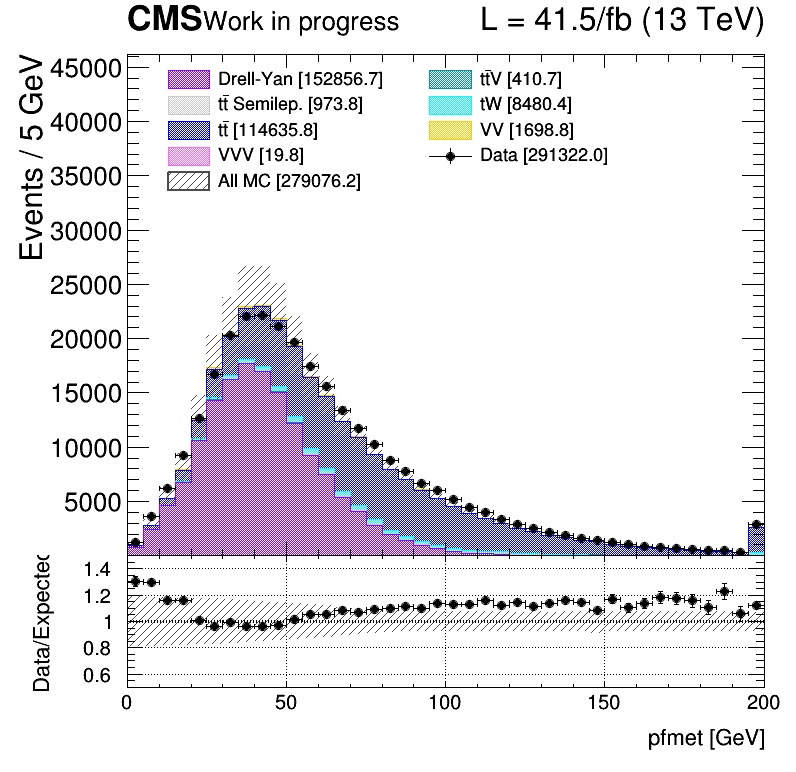 CMS Work in progress L = 41.5/fb (13 TeV)
Events / 5 GeV
45000
40000
35000
30000
25000
20000
15000
10000
5000
Drell-Yan [152856.7]
tt̄ Semilep. [973.8]
tt̄ [114635.8]
VVV [19.8]
All MC [279076.2]
tt̄V [410.7]
tW [8480.4]
VV [1698.8]
Data [291322.0]
Data/Expected
1.4
1.2
1
0.8
0.6
0 50 100 150 200
pfmet [GeV]